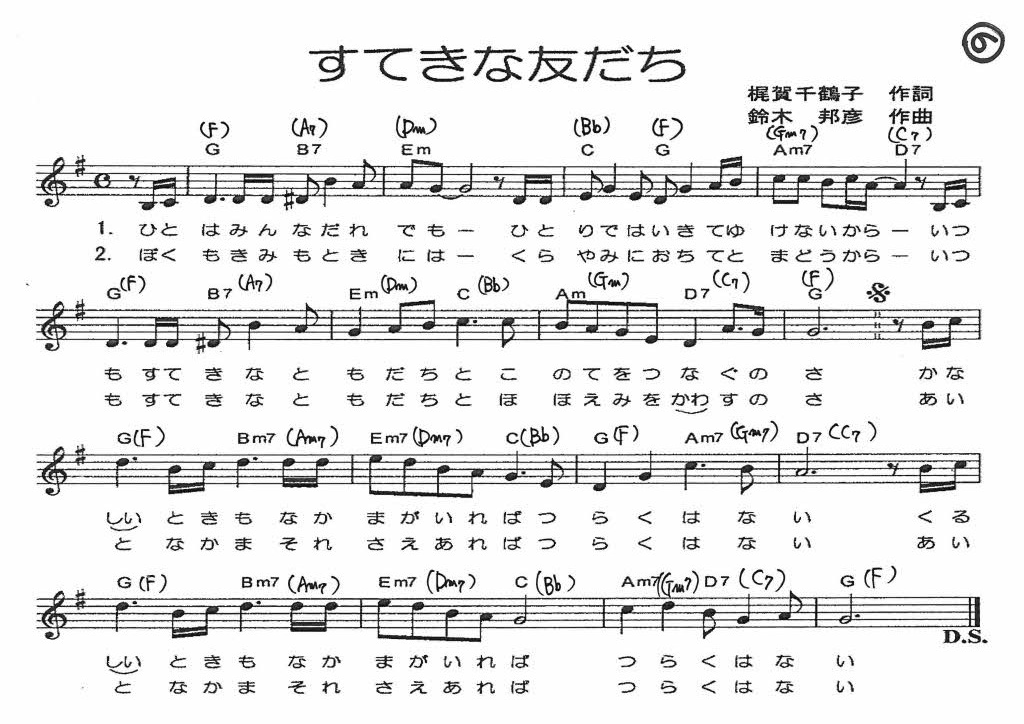 ⑥
すてきな友だち
梶賀千鶴子 作詞
鈴木 邦彦 作曲
(F) (A7) (Dm) (Bb) (F) (Gm7) (C7)
G B7 Em C G Am7 D7
1. ひと はみんなだれ でもー ひと りではいきてゆ けないからー いつ
2. ぼく もきみもとき にはー くら やみにおちてと まどうからー いつ
G(F) B7(A7) Em(Dm) C(Bb) Am(Gm) D7(C7) G(F)
もすてきなと もだちとこ のてをつなぐの さ かな
もすてきなと もだちとほ ほえみをかわすの さ あい
G(F) Bm7(Am7) Em7(Dm7) C(Bb) G(F) Am7(Gm7) D7(C7)
しいときもなか まがいればつ らくはない くる
となかまそれ さえあればつ らくはない あい
G(F) Bm7(Am7) Em7(Dm7) C(Bb) Am7(Gm7) D7(C7) G(F)
D.S.
しいときもなか まがいれば つらくはない
となかまそれ さえあれば つらくはない